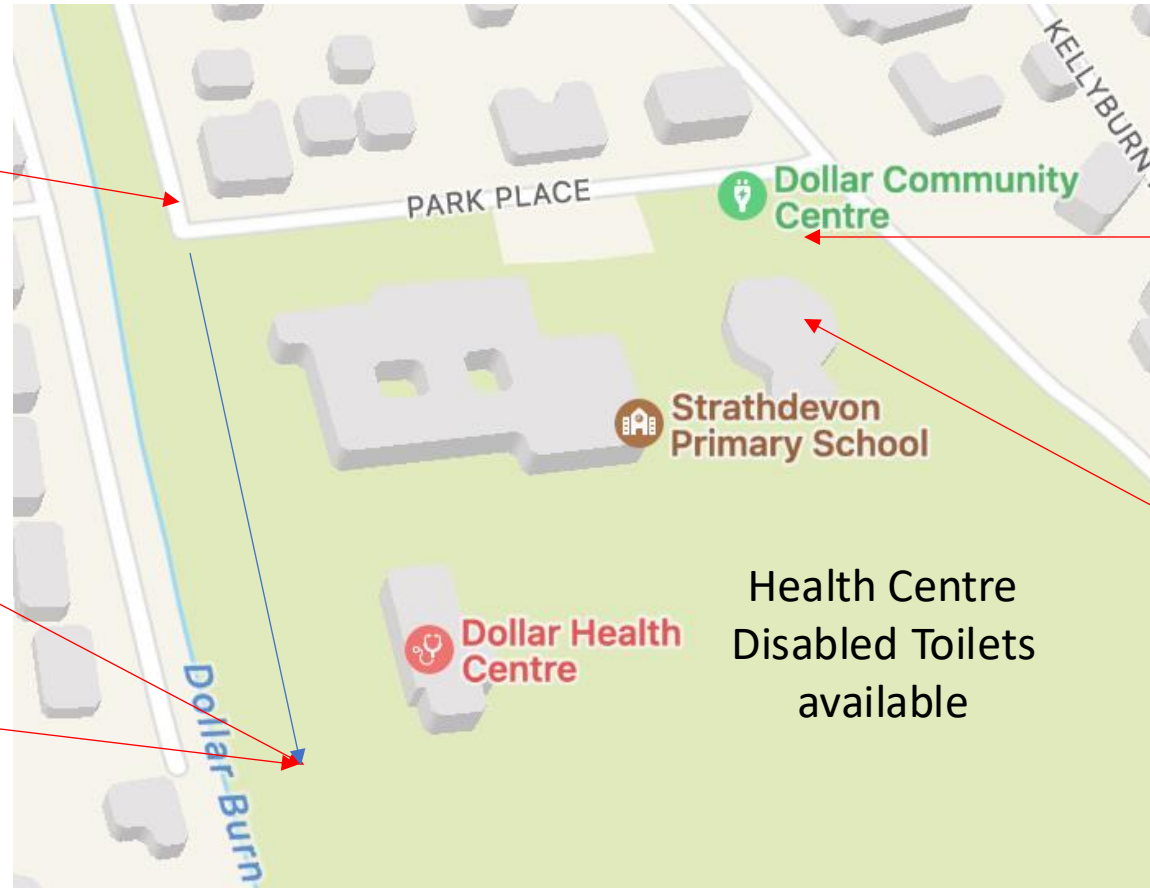 KELLYBURN
PARK PLACE
Dollar Community
Centre
Strathdevon
Primary School
Health Centre
Disabled Toilets
available
Dollar Health
Centre
Dollar Burn